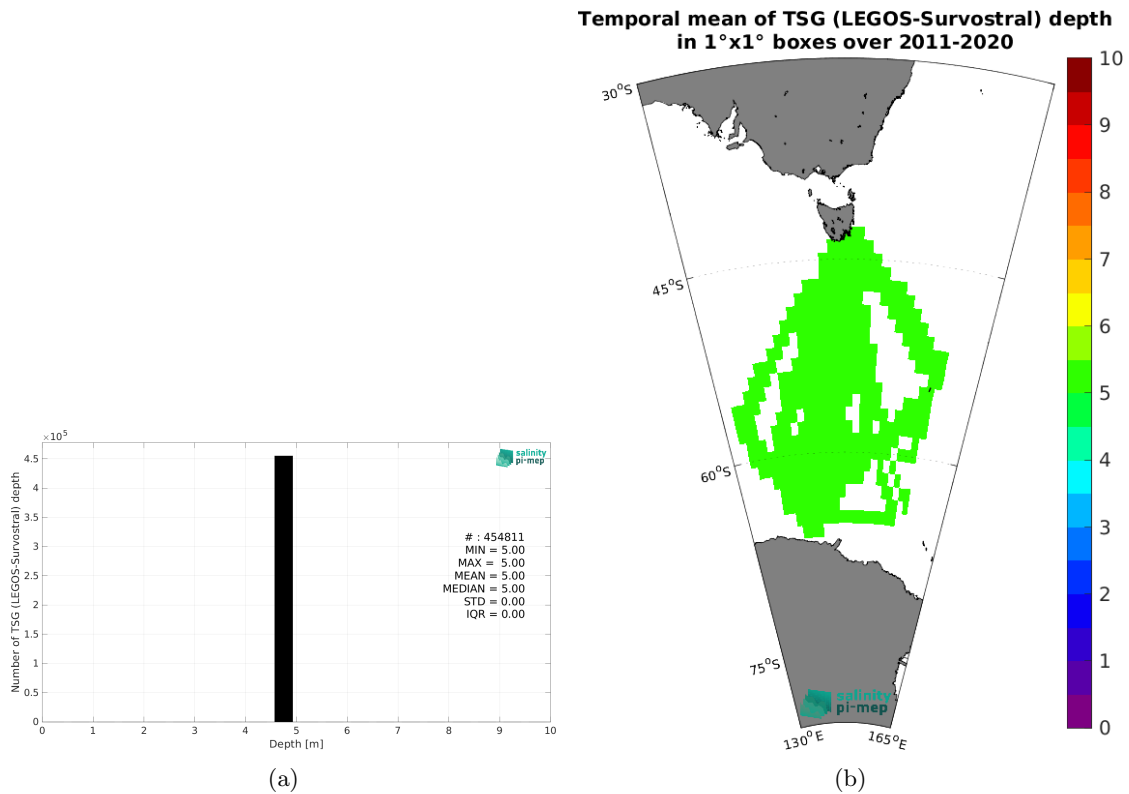 Temporal mean of TSG (LEGOS-Survostral) depth
in 1°x1° boxes over 2011-2020
30°S
45°S
60°S
75°S
130°E
165°E
salinity
pi-mep
10
9
8
7
6
5
4
3
2
1
0
×10⁵
4.5
4
3.5
3
2.5
2
1.5
1
0.5
0
Number of TSG (LEGOS-Survostral) depth
salinity
pi-mep
# : 454811
MIN = 5.00
MAX = 5.00
MEAN = 5.00
MEDIAN = 5.00
STD = 0.00
IQR = 0.00
0 1 2 3 4 5 6 7 8 9 10
Depth [m]
(a)
(b)